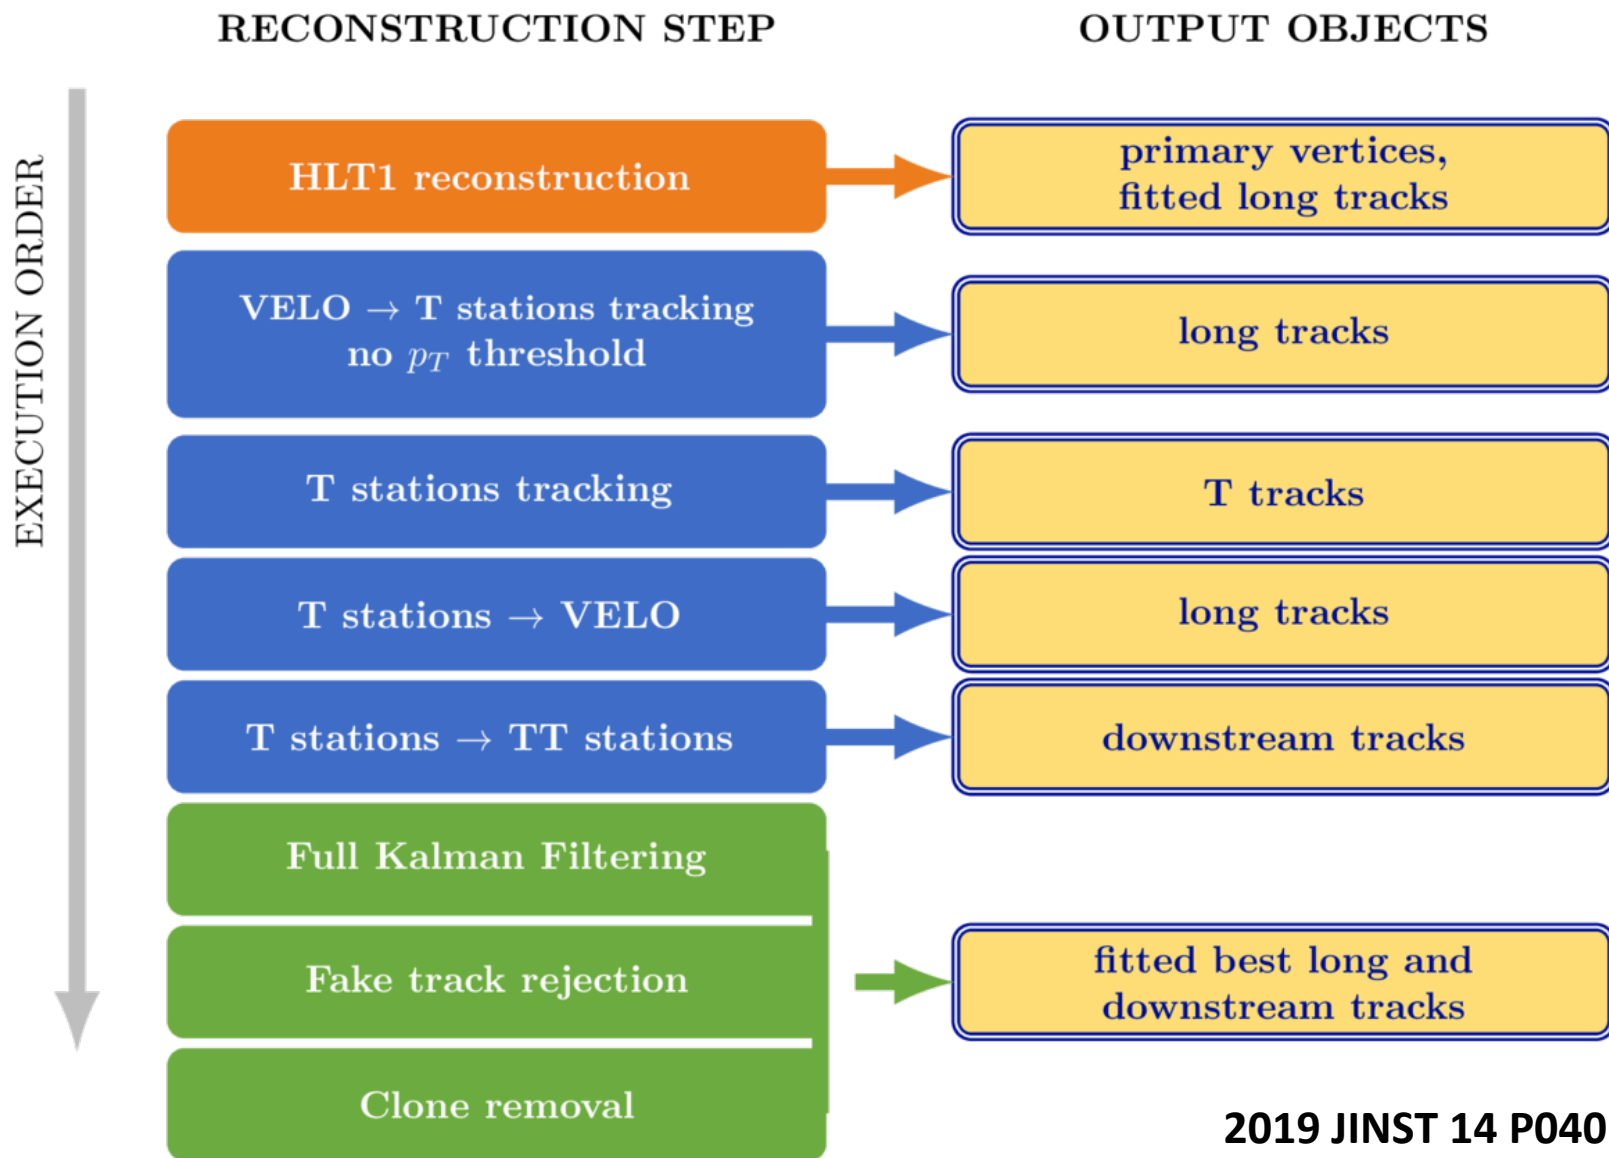 RECONSTRUCTION STEP
OUTPUT OBJECTS
EXECUTION ORDER
HLT1 reconstruction
primary vertices,
fitted long tracks
VELO → T stations tracking
no p_T threshold
long tracks
T stations tracking
T tracks
T stations → VELO
long tracks
T stations → TT stations
downstream tracks
Full Kalman Filtering
Fake track rejection
fitted best long and
downstream tracks
Clone removal
2019 JINST 14 P040